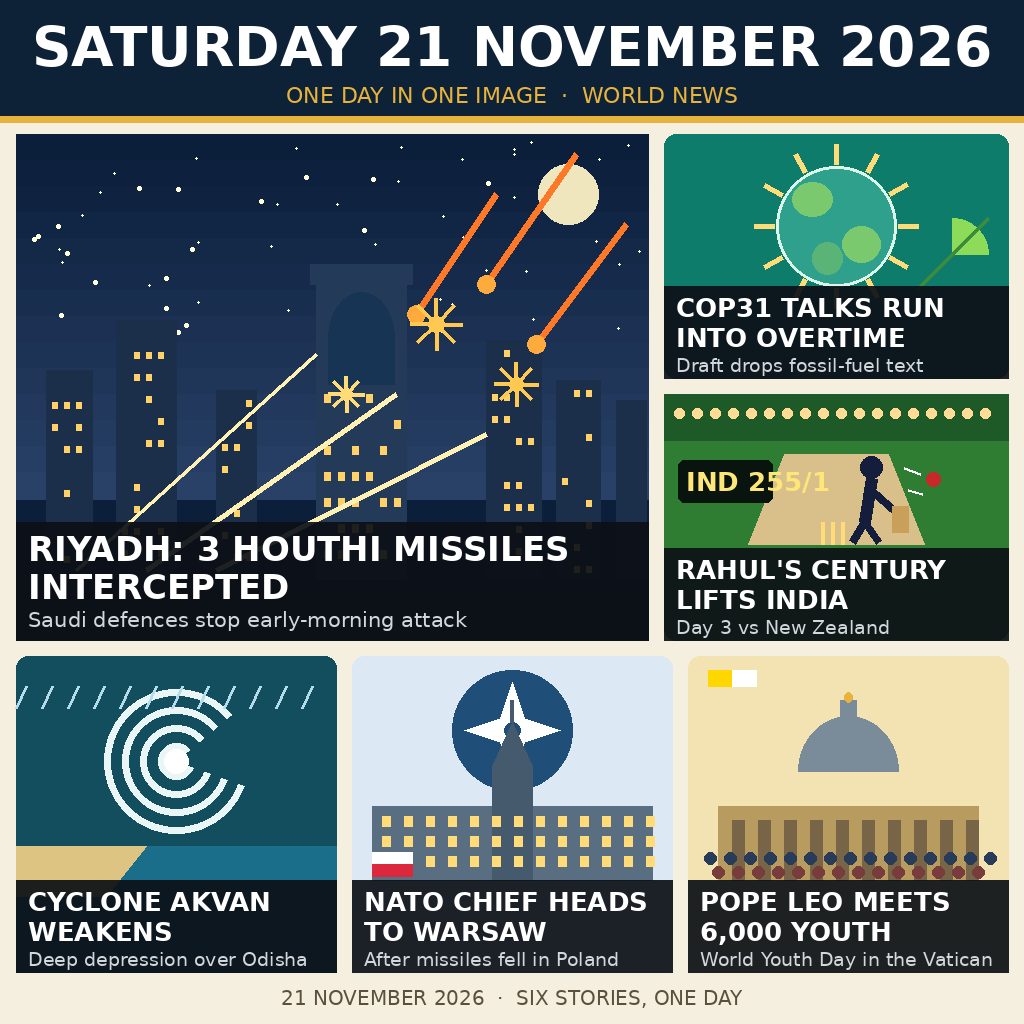 SATURDAY 21 NOVEMBER 2026
ONE DAY IN ONE IMAGE · WORLD NEWS
RIYADH: 3 HOUTHI MISSILES
INTERCEPTED
Saudi defences stop early-morning attack
COP31 TALKS RUN
INTO OVERTIME
Draft drops fossil-fuel text
IND 255/1
RAHUL'S CENTURY
LIFTS INDIA
Day 3 vs New Zealand
CYCLONE AKVAN
WEAKENS
Deep depression over Odisha
NATO CHIEF HEADS
TO WARSAW
After missiles fell in Poland
POPE LEO MEETS
6,000 YOUTH
World Youth Day in the Vatican
21 NOVEMBER 2026 · SIX STORIES, ONE DAY